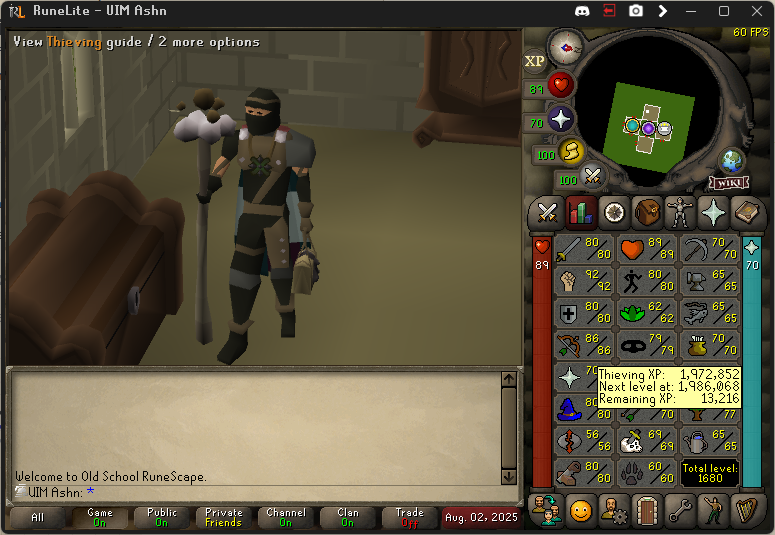 RuneLite - UIM Ashn
View Thieving guide / 2 more options
60 FPS
XP
N
89
70
100
100
WIKI
89
70
80/80 89/89 70/70
92/92 80/80 65/65
80/80 62/62 65/65
86/86 79/79 70/70
70
Thieving XP: 1,972,852
Next level at: 1,986,068
Remaining XP: 13,216
80/80 70 77
56/56 69/69 65/65
80/80 60/60 Total level: 1680
Welcome to Old School RuneScape.
UIM Ashn: *
All
Game On
Public On
Private Friends
Channel On
Clan On
Trade Off
Aug. 02, 2025